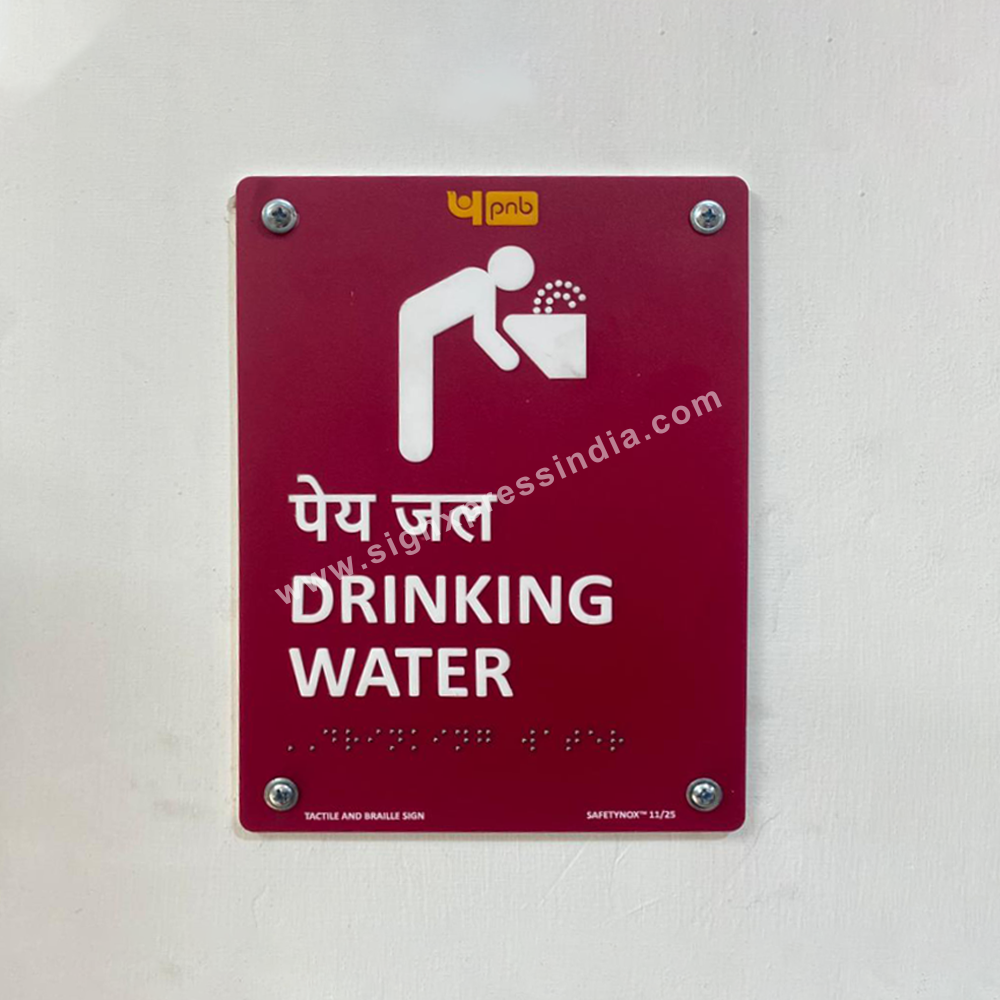 pnb
पेय जल
www.signxpressindia.com
DRINKING
WATER
TACTILE AND BRAILLE SIGN
SAFETYNOX™ 11/25